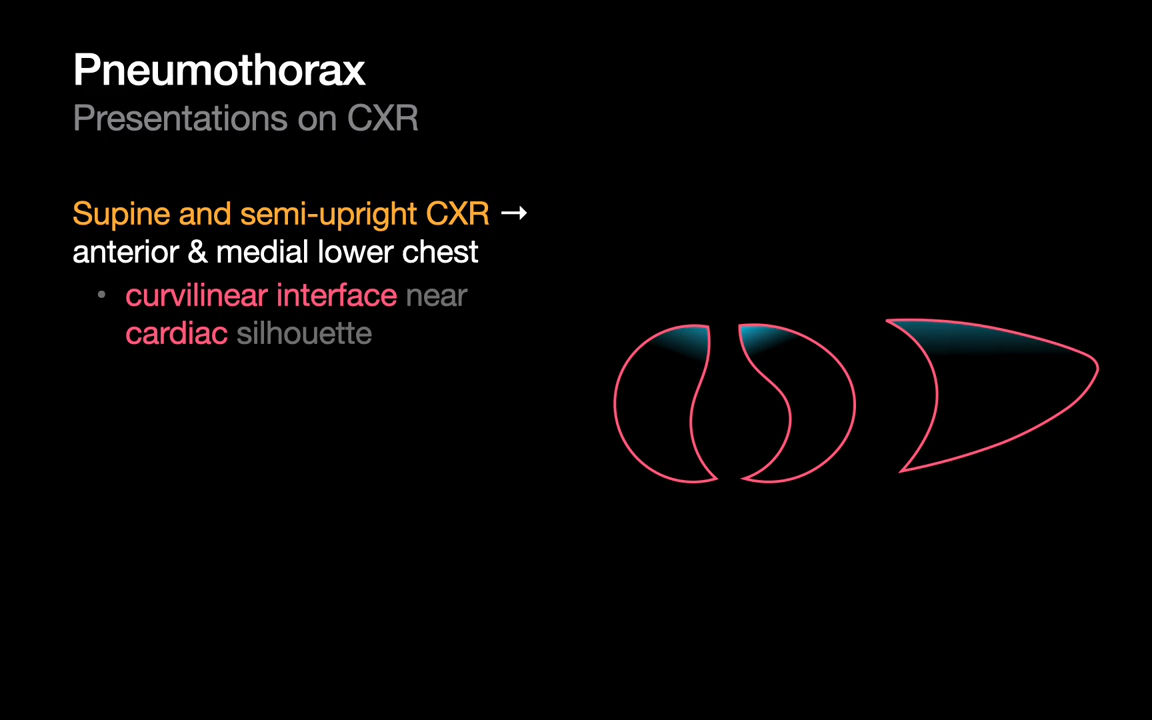 Pneumothorax
Presentations on CXR
Supine and semi-upright CXR →
anterior & medial lower chest
• curvilinear interface near
cardiac silhouette